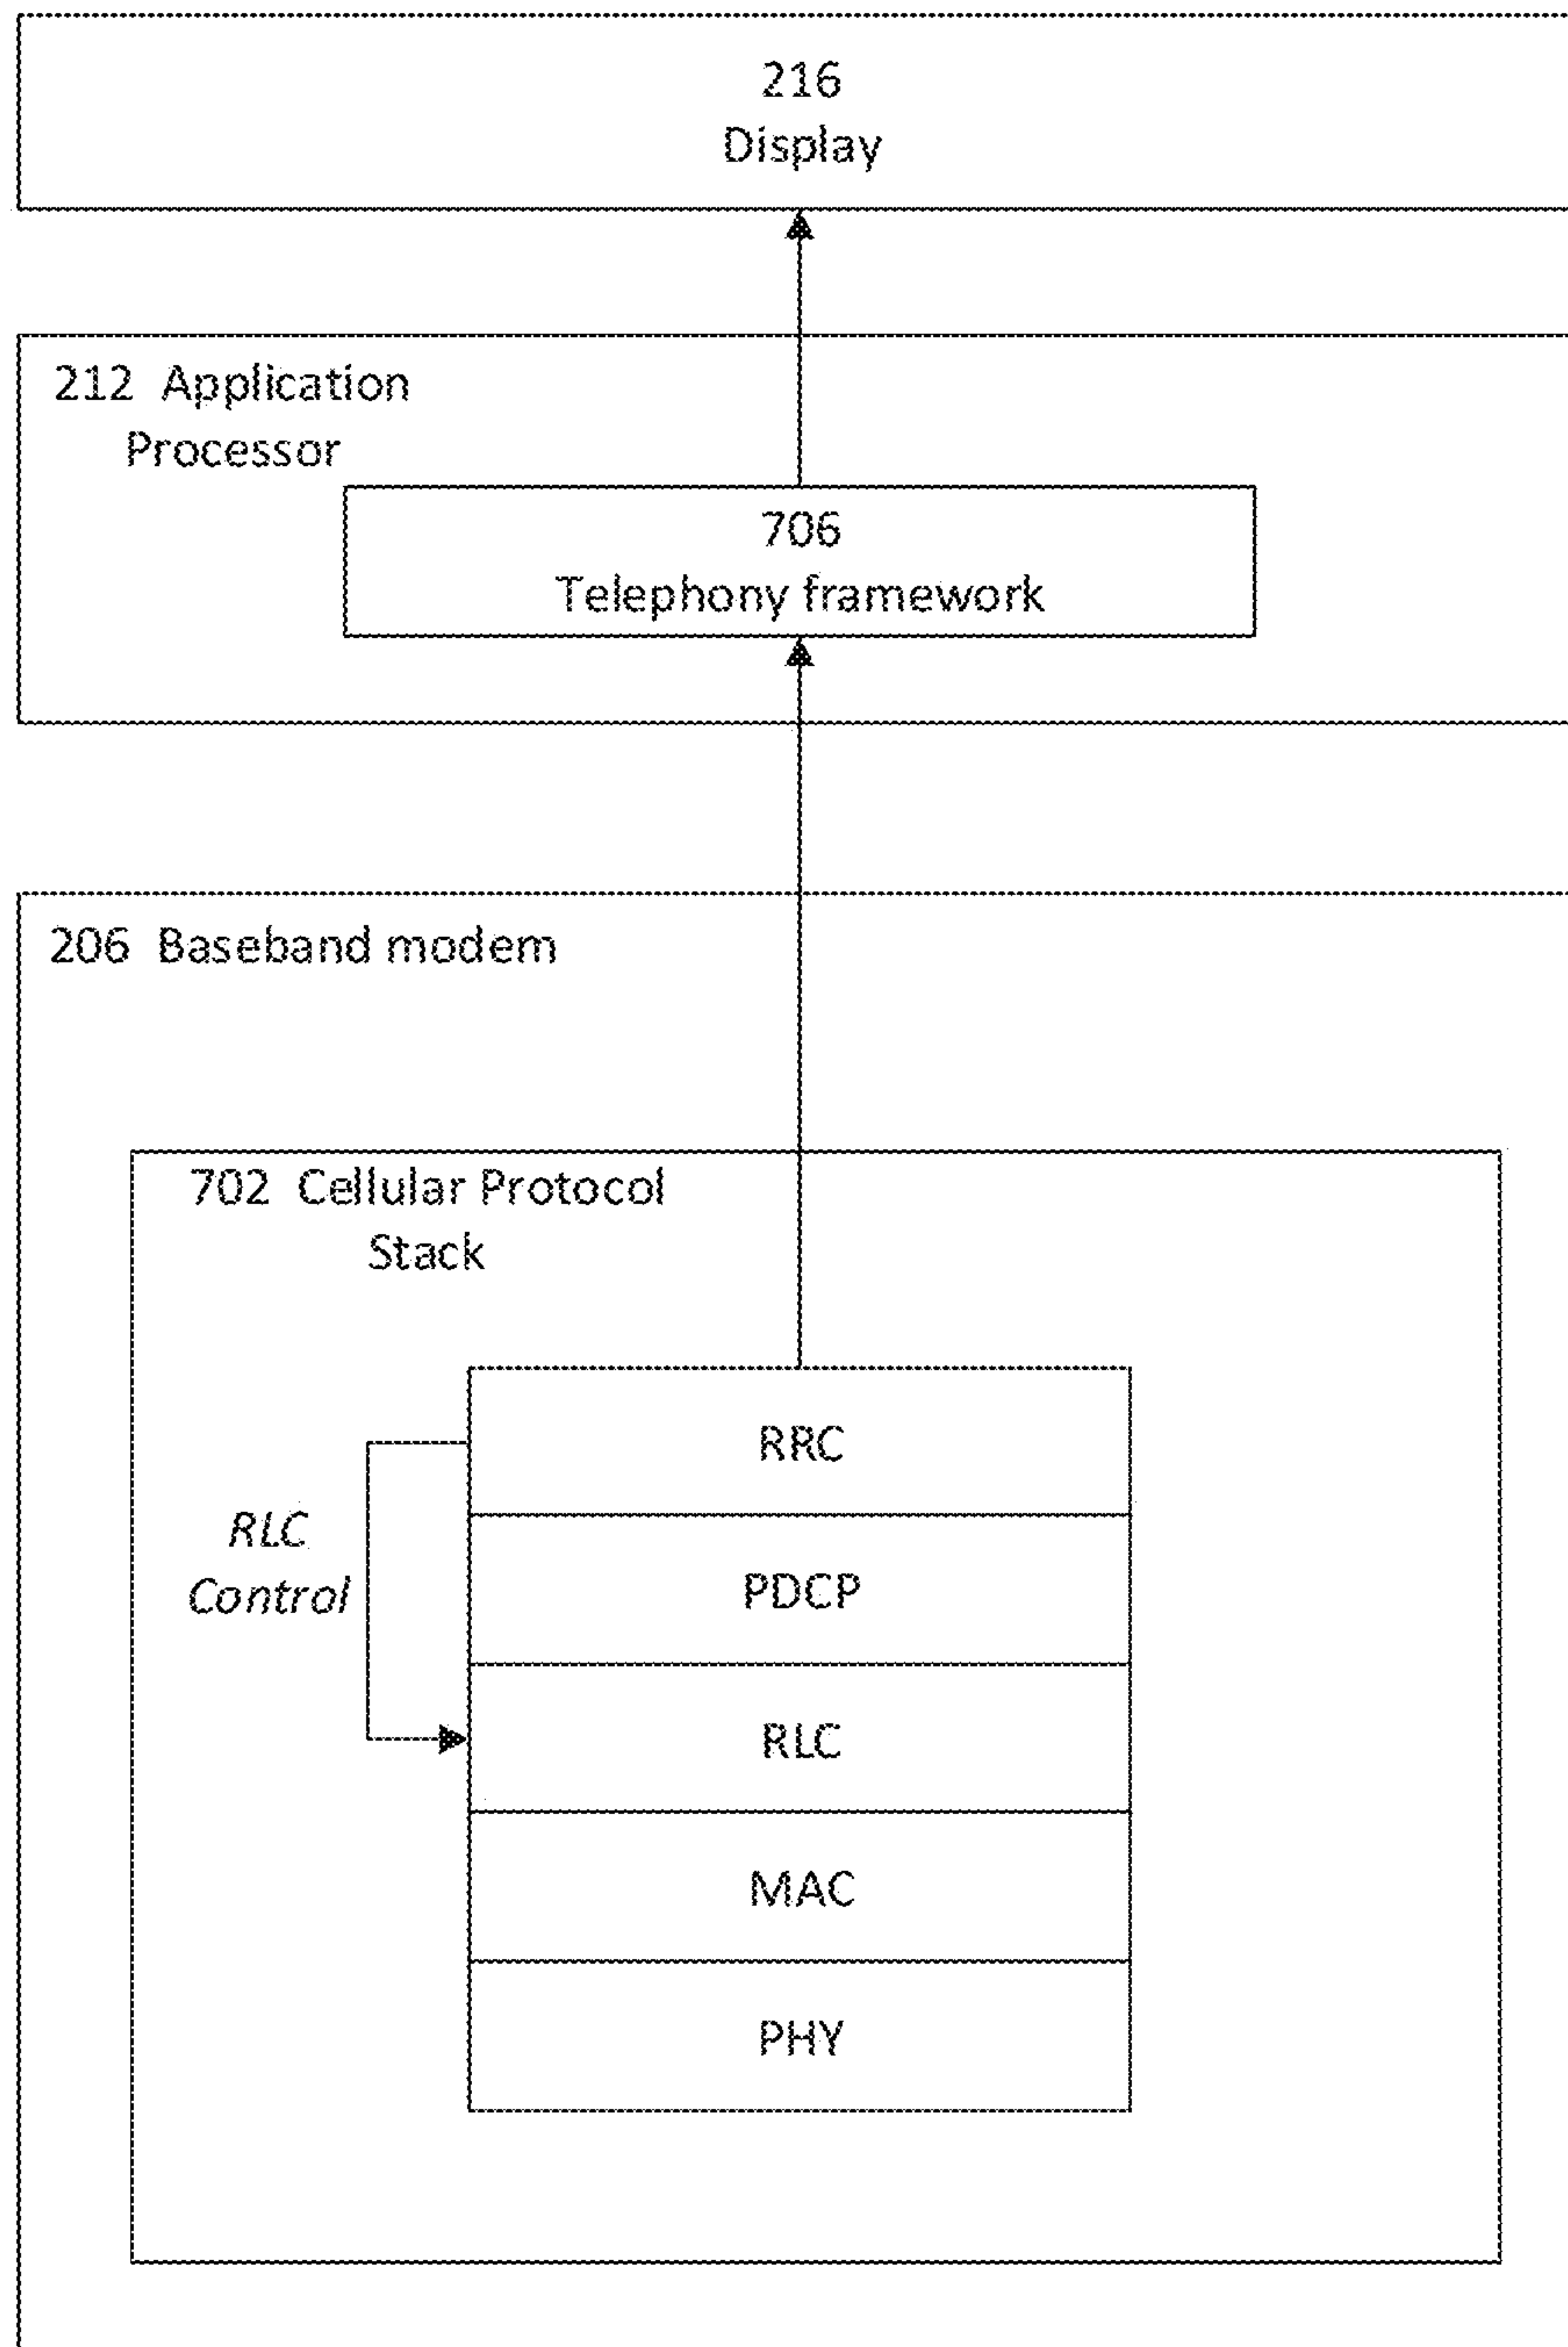 216
Display
212 Application
Processor
706
Telephony framework
206 Baseband modem
702 Cellular Protocol
Stack
RRC
RLC
Control
PDCP
RLC
MAC
PHY